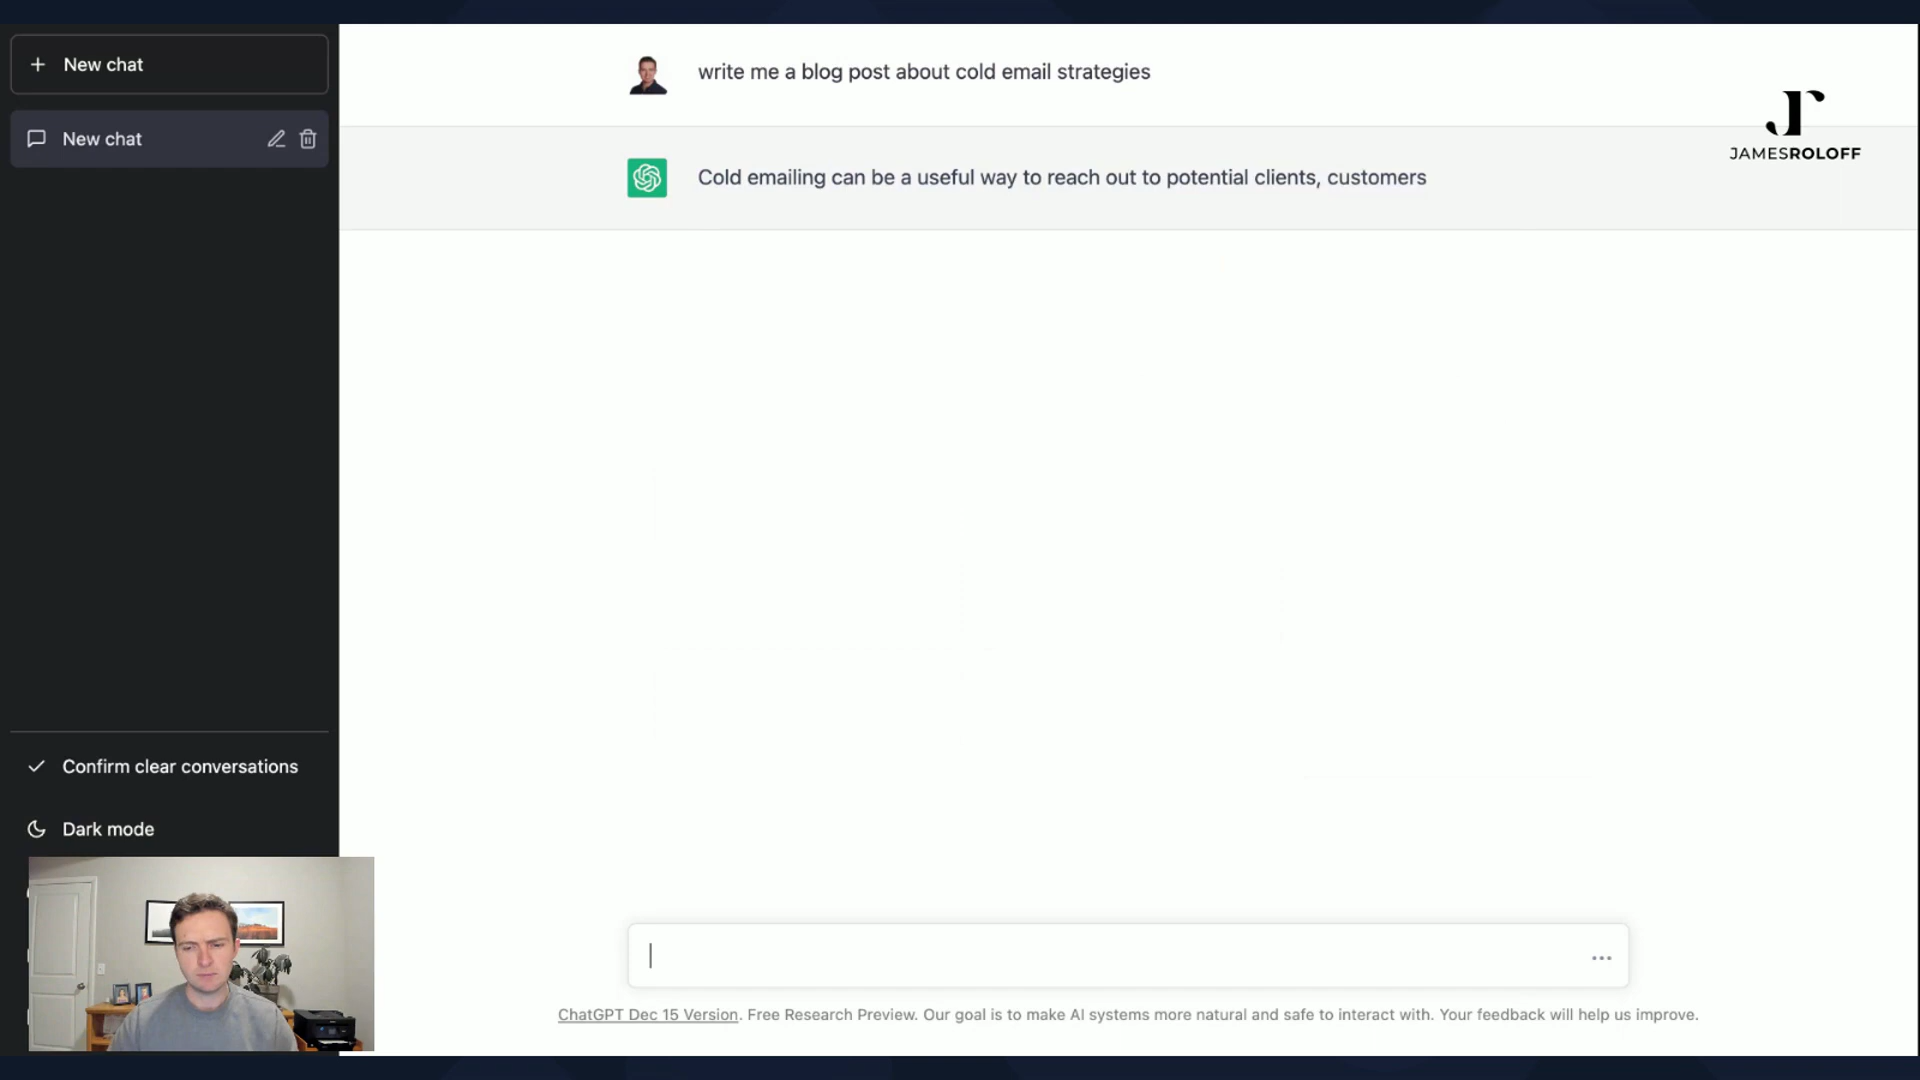 New chat
New chat
Confirm clear conversations
Dark mode
write me a blog post about cold email strategies
JAMESROLOFF
Cold emailing can be a useful way to reach out to potential clients, customers
ChatGPT Dec 15 Version. Free Research Preview. Our goal is to make AI systems more natural and safe to interact with. Your feedback will help us improve.